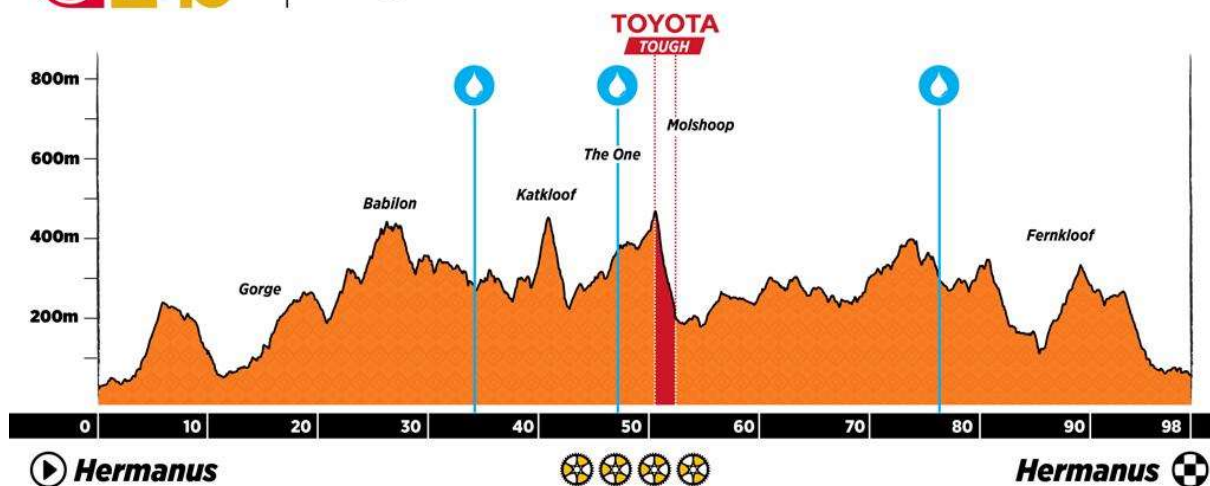 TOYOTA
TOUGH
800m
Molshoop
600m
The One
Babilon
Katkloof
400m
Fernkloof
Gorge
200m
0 10 20 30 40 50 60 70 80 90 98
Hermanus
Hermanus